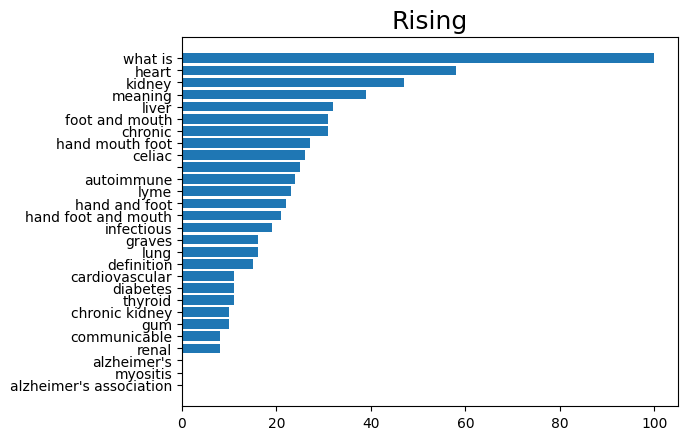 Rising
what is
heart
kidney
meaning
liver
foot and mouth
chronic
hand mouth foot
celiac
autoimmune
lyme
hand and foot
hand foot and mouth
infectious
graves
lung
definition
cardiovascular
diabetes
thyroid
chronic kidney
gum
communicable
renal
alzheimer's
myositis
alzheimer's association
0 20 40 60 80 100